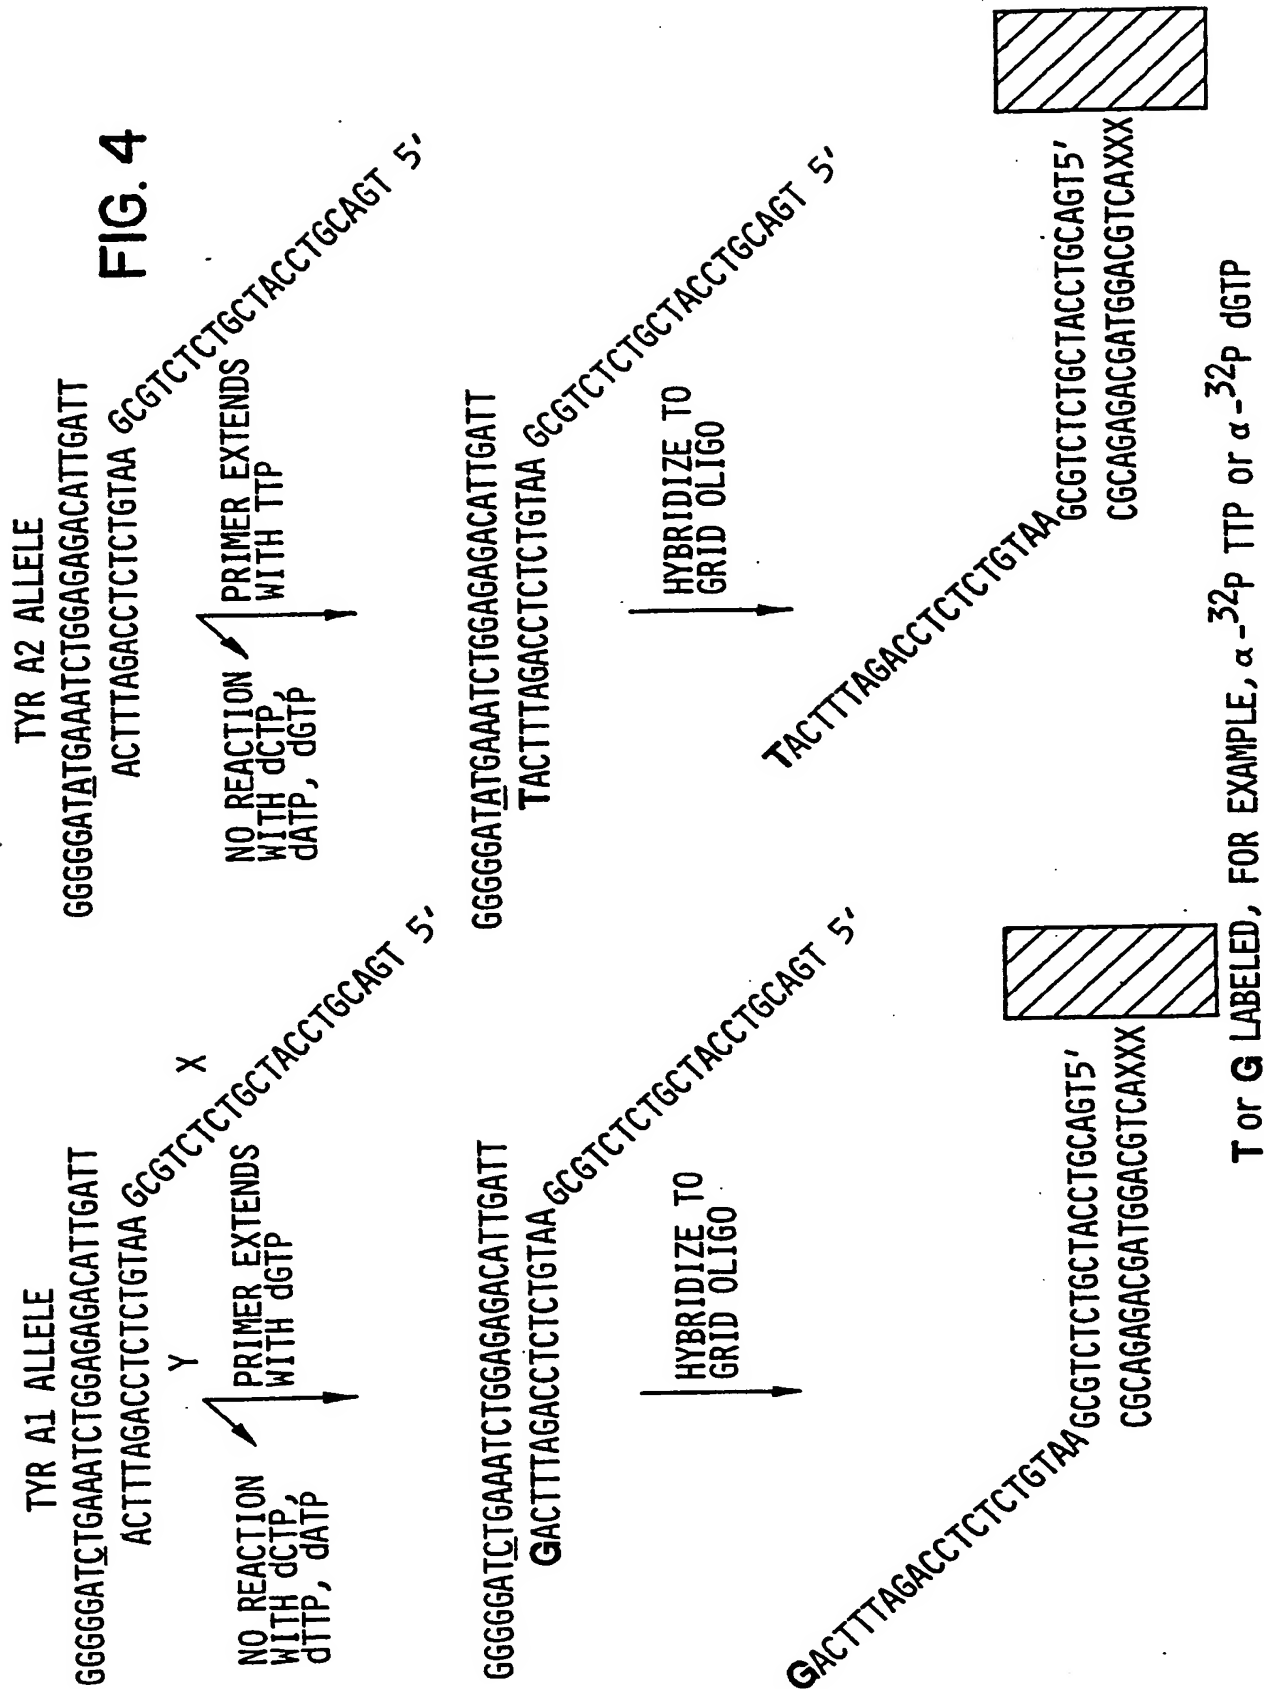 FIG. 4
TYR A1 ALLELE
GGGGATCTGAAATCTGGAGAGACATTGATT
ACTTTAGACCTCTCTGTAA
GCGTCTCTGCTACCTGCAGT 5'
X
Y
NO REACTION
WITH dCTP,
dTTP, dATP
PRIMER EXTENDS
WITH dGTP
GGGGATCTGAAATCTGGAGAGACATTGATT
GACTTTAGACCTCTCTGTAA
GCGTCTCTGCTACCTGCAGT 5'
HYBRIDIZE TO
GRID OLIGO
GACTTTAGACCTCTCTGTAA
GCGTCTCTGCTACCTGCAGT5'
CGCAGAGACGATGGACGTCAXXX
TYR A2 ALLELE
GGGGATATGAAATCTGGAGAGACATTGATT
ACTTTAGACCTCTCTGTAA
GCGTCTCTGCTACCTGCAGT 5'
NO REACTION
WITH dCTP,
dATP, dGTP
PRIMER EXTENDS
WITH TTP
GGGGATATGAAATCTGGAGAGACATTGATT
TACTTTAGACCTCTCTGTAA
GCGTCTCTGCTACCTGCAGT 5'
HYBRIDIZE TO
GRID OLIGO
TACTTTAGACCTCTCTGTAA
GCGTCTCTGCTACCTGCAGT5'
CGCAGAGACGATGGACGTCAXXX
T or G LABELED, FOR EXAMPLE, α-32P TTP or α-32P dGTP